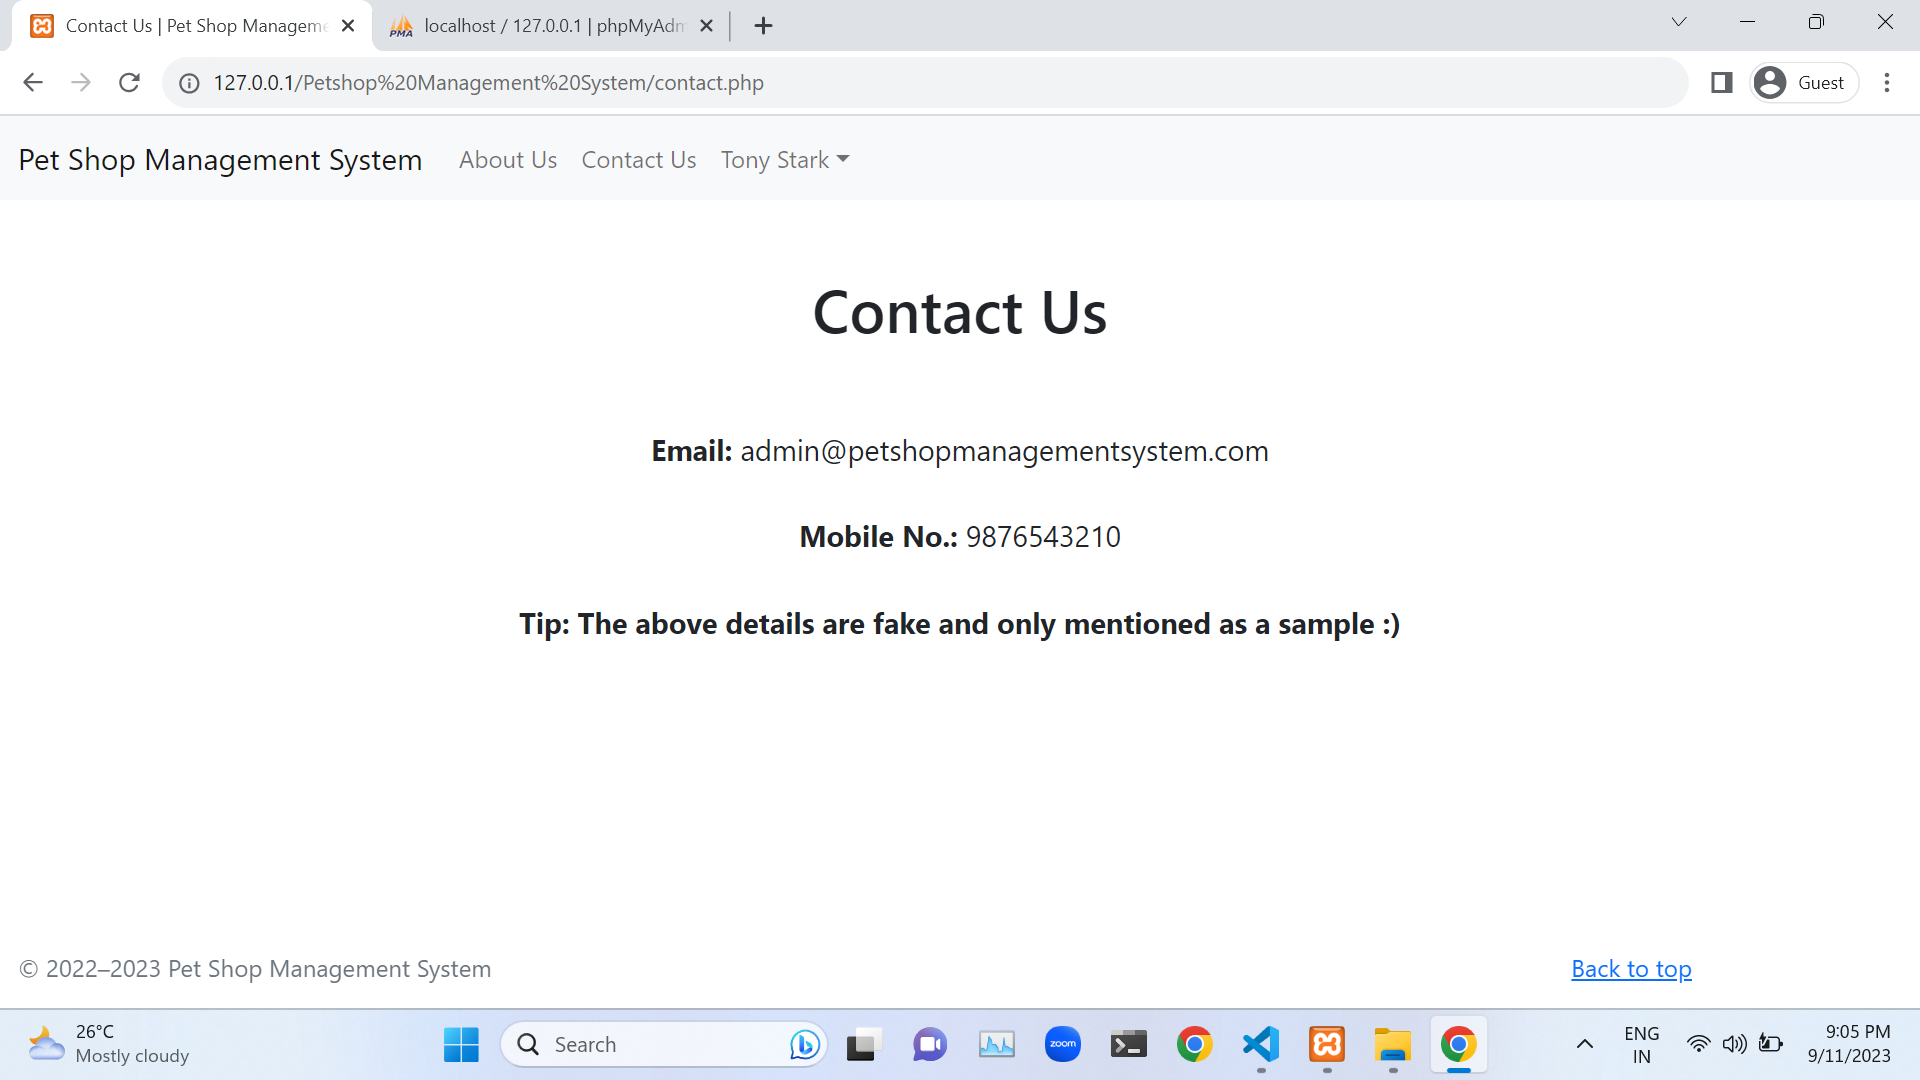 Contact Us | Pet Shop Manageme
localhost / 127.0.0.1 | phpMyAdm
127.0.0.1/Petshop%20Management%20System/contact.php
Guest
Pet Shop Management System
About Us
Contact Us
Tony Stark
Contact Us
Email: admin@petshopmanagementsystem.com
Mobile No.: 9876543210
Tip: The above details are fake and only mentioned as a sample :)
© 2022–2023 Pet Shop Management System
Back to top
26°C
Mostly cloudy
Search
zoom
ENG
IN
9:05 PM
9/11/2023
PMA